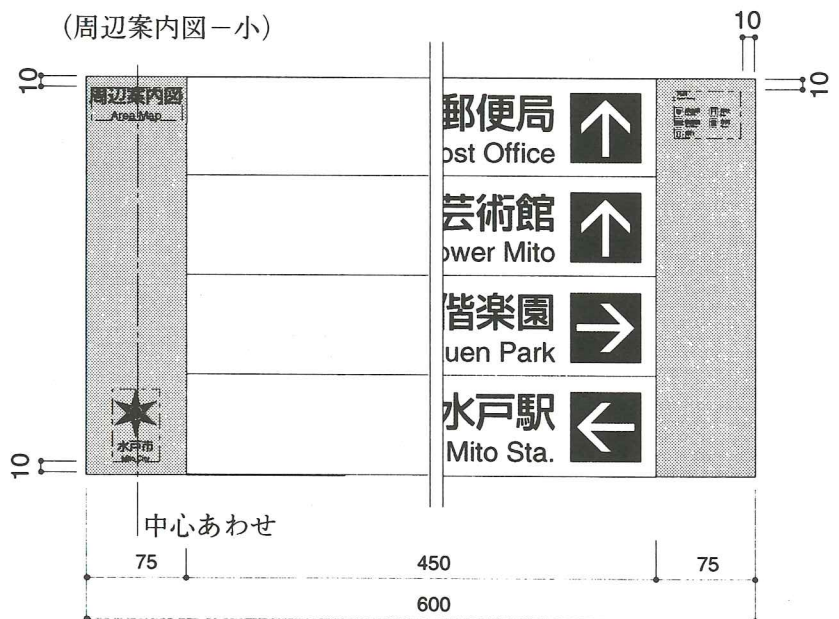 (周辺案内図－小)
10
10
10
周辺案内図
Area Map
郵便局
ost Office
芸術館
ower Mito
偕楽園
uen Park
水戸駅
Mito Sta.
水戸市
Mito City
10
中心あわせ
75
450
75
600